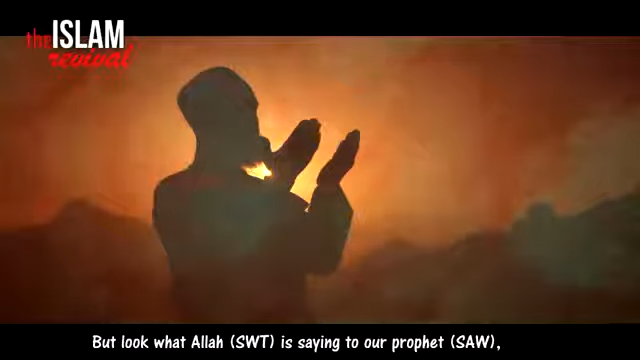 the ISLAM
revival
But look what Allah (SWT) is saying to our prophet (SAW),